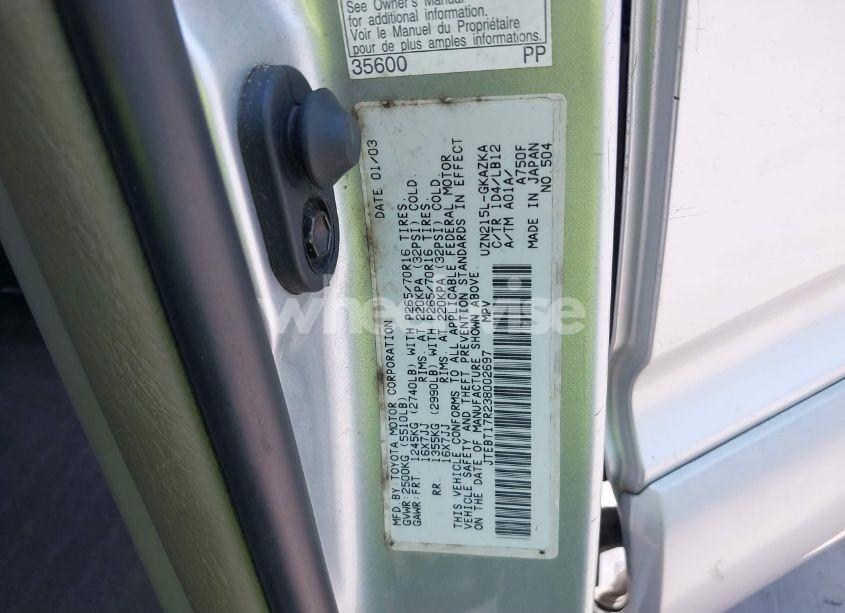 See Owner's Manual
for additional information.
Voir le Manuel du Propriétaire
pour de plus amples informations.
35600 PP
DATE 01/03
MFD.BY:TOYOTA MOTOR CORPORATION
GVWR:2500KG(5510LB)
GAWR:FRT. 1245KG (2740LB) WITH P265/70R16 TIRES.
16X7JJ RIMS. AT 220KPA (32PSI) COLD.
RR. 1355KG (2990LB) WITH P265/70R16 TIRES.
16X7JJ RIMS. AT 220KPA (32PSI) COLD.
THIS VEHICLE CONFORMS TO ALL APPLICABLE FEDERAL MOTOR
VEHICLE SAFETY AND THEFT PREVENTION STANDARDS IN EFFECT
ON THE DATE OF MANUFACTURE SHOWN ABOVE.
JTEBT17R238002697 MPV
UZN215L-GKAZKA
C/TR 1D4/LB12
A/TM A01A/ A750F
MADE IN JAPAN
NO.504
wheelwise